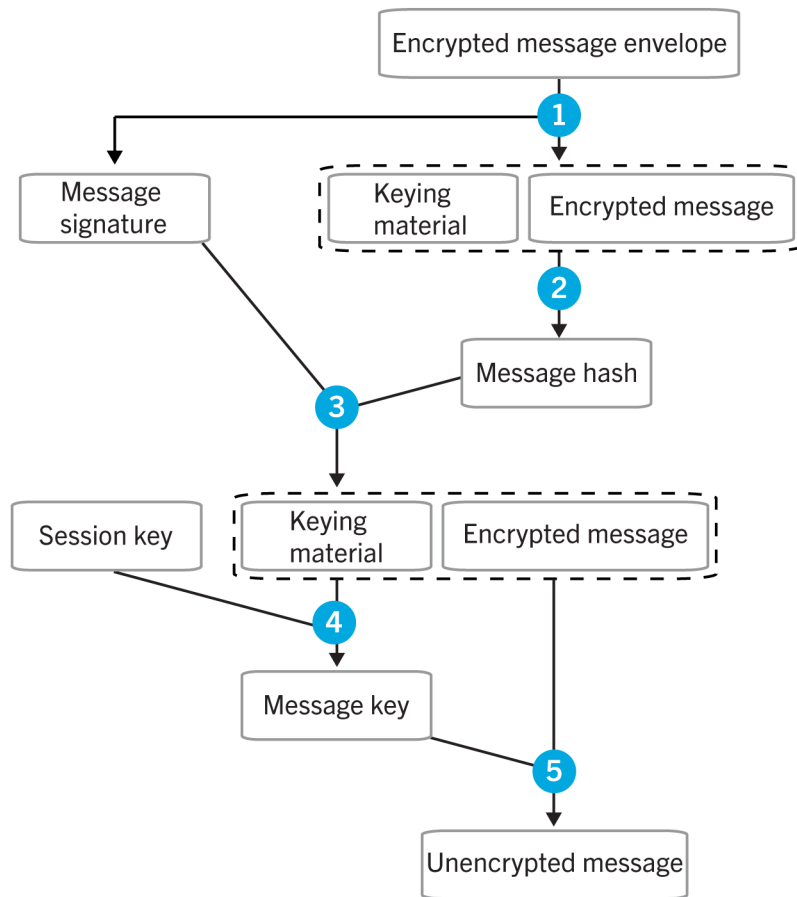 Encrypted message envelope
1
Message
signature
Keying
material
Encrypted message
2
Message hash
3
Session key
Keying
material
Encrypted message
4
Message key
5
Unencrypted message